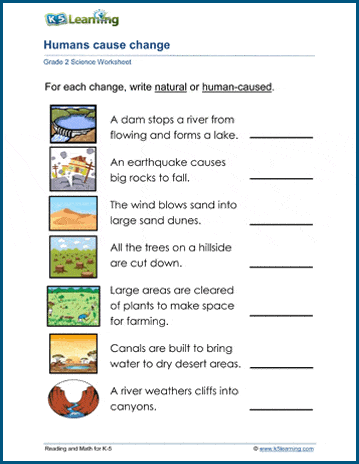 K5 Learning
Humans cause change
Grade 2 Science Worksheet
For each change, write natural or human-caused.
A dam stops a river from
flowing and forms a lake.
An earthquake causes
big rocks to fall.
The wind blows sand into
large sand dunes.
All the trees on a hillside
are cut down.
Large areas are cleared
of plants to make space
for farming.
Canals are built to bring
water to dry desert areas.
A river weathers cliffs into
canyons.
Reading and Math for K-5
© www.k5learning.com